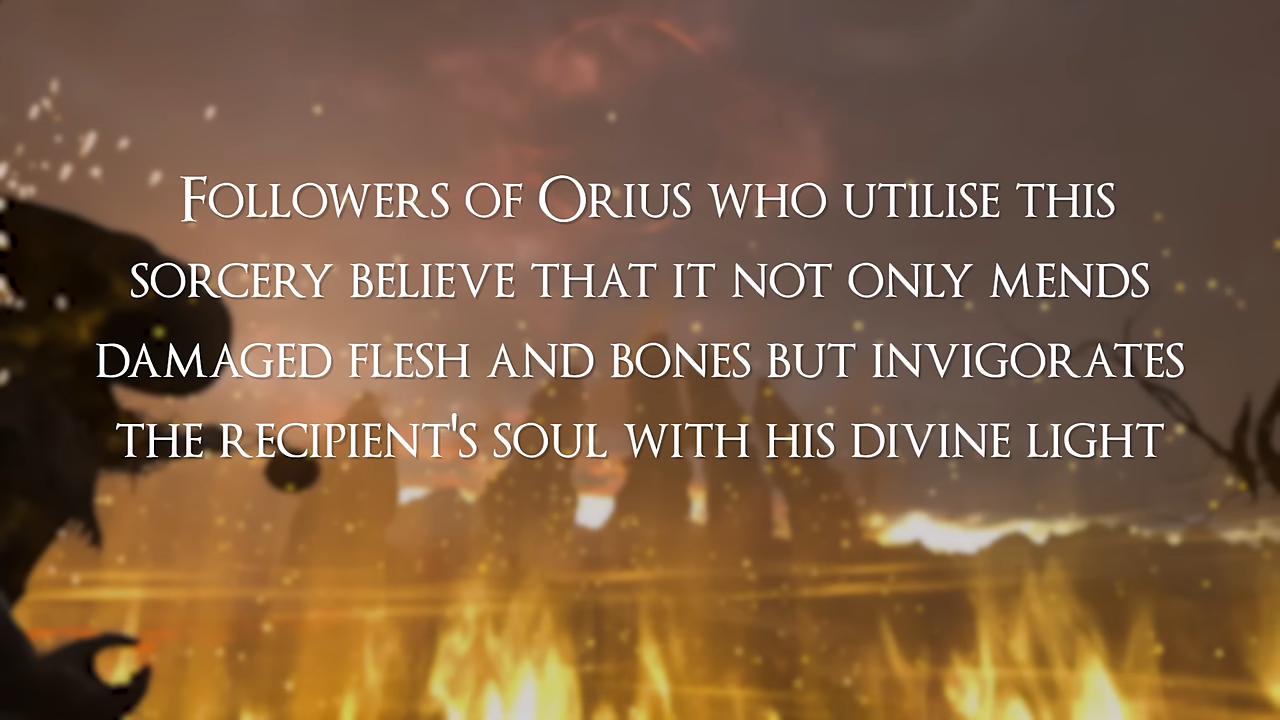 Followers of Orius who utilise this
sorcery believe that it not only mends
damaged flesh and bones but invigorates
the recipient's soul with his divine light